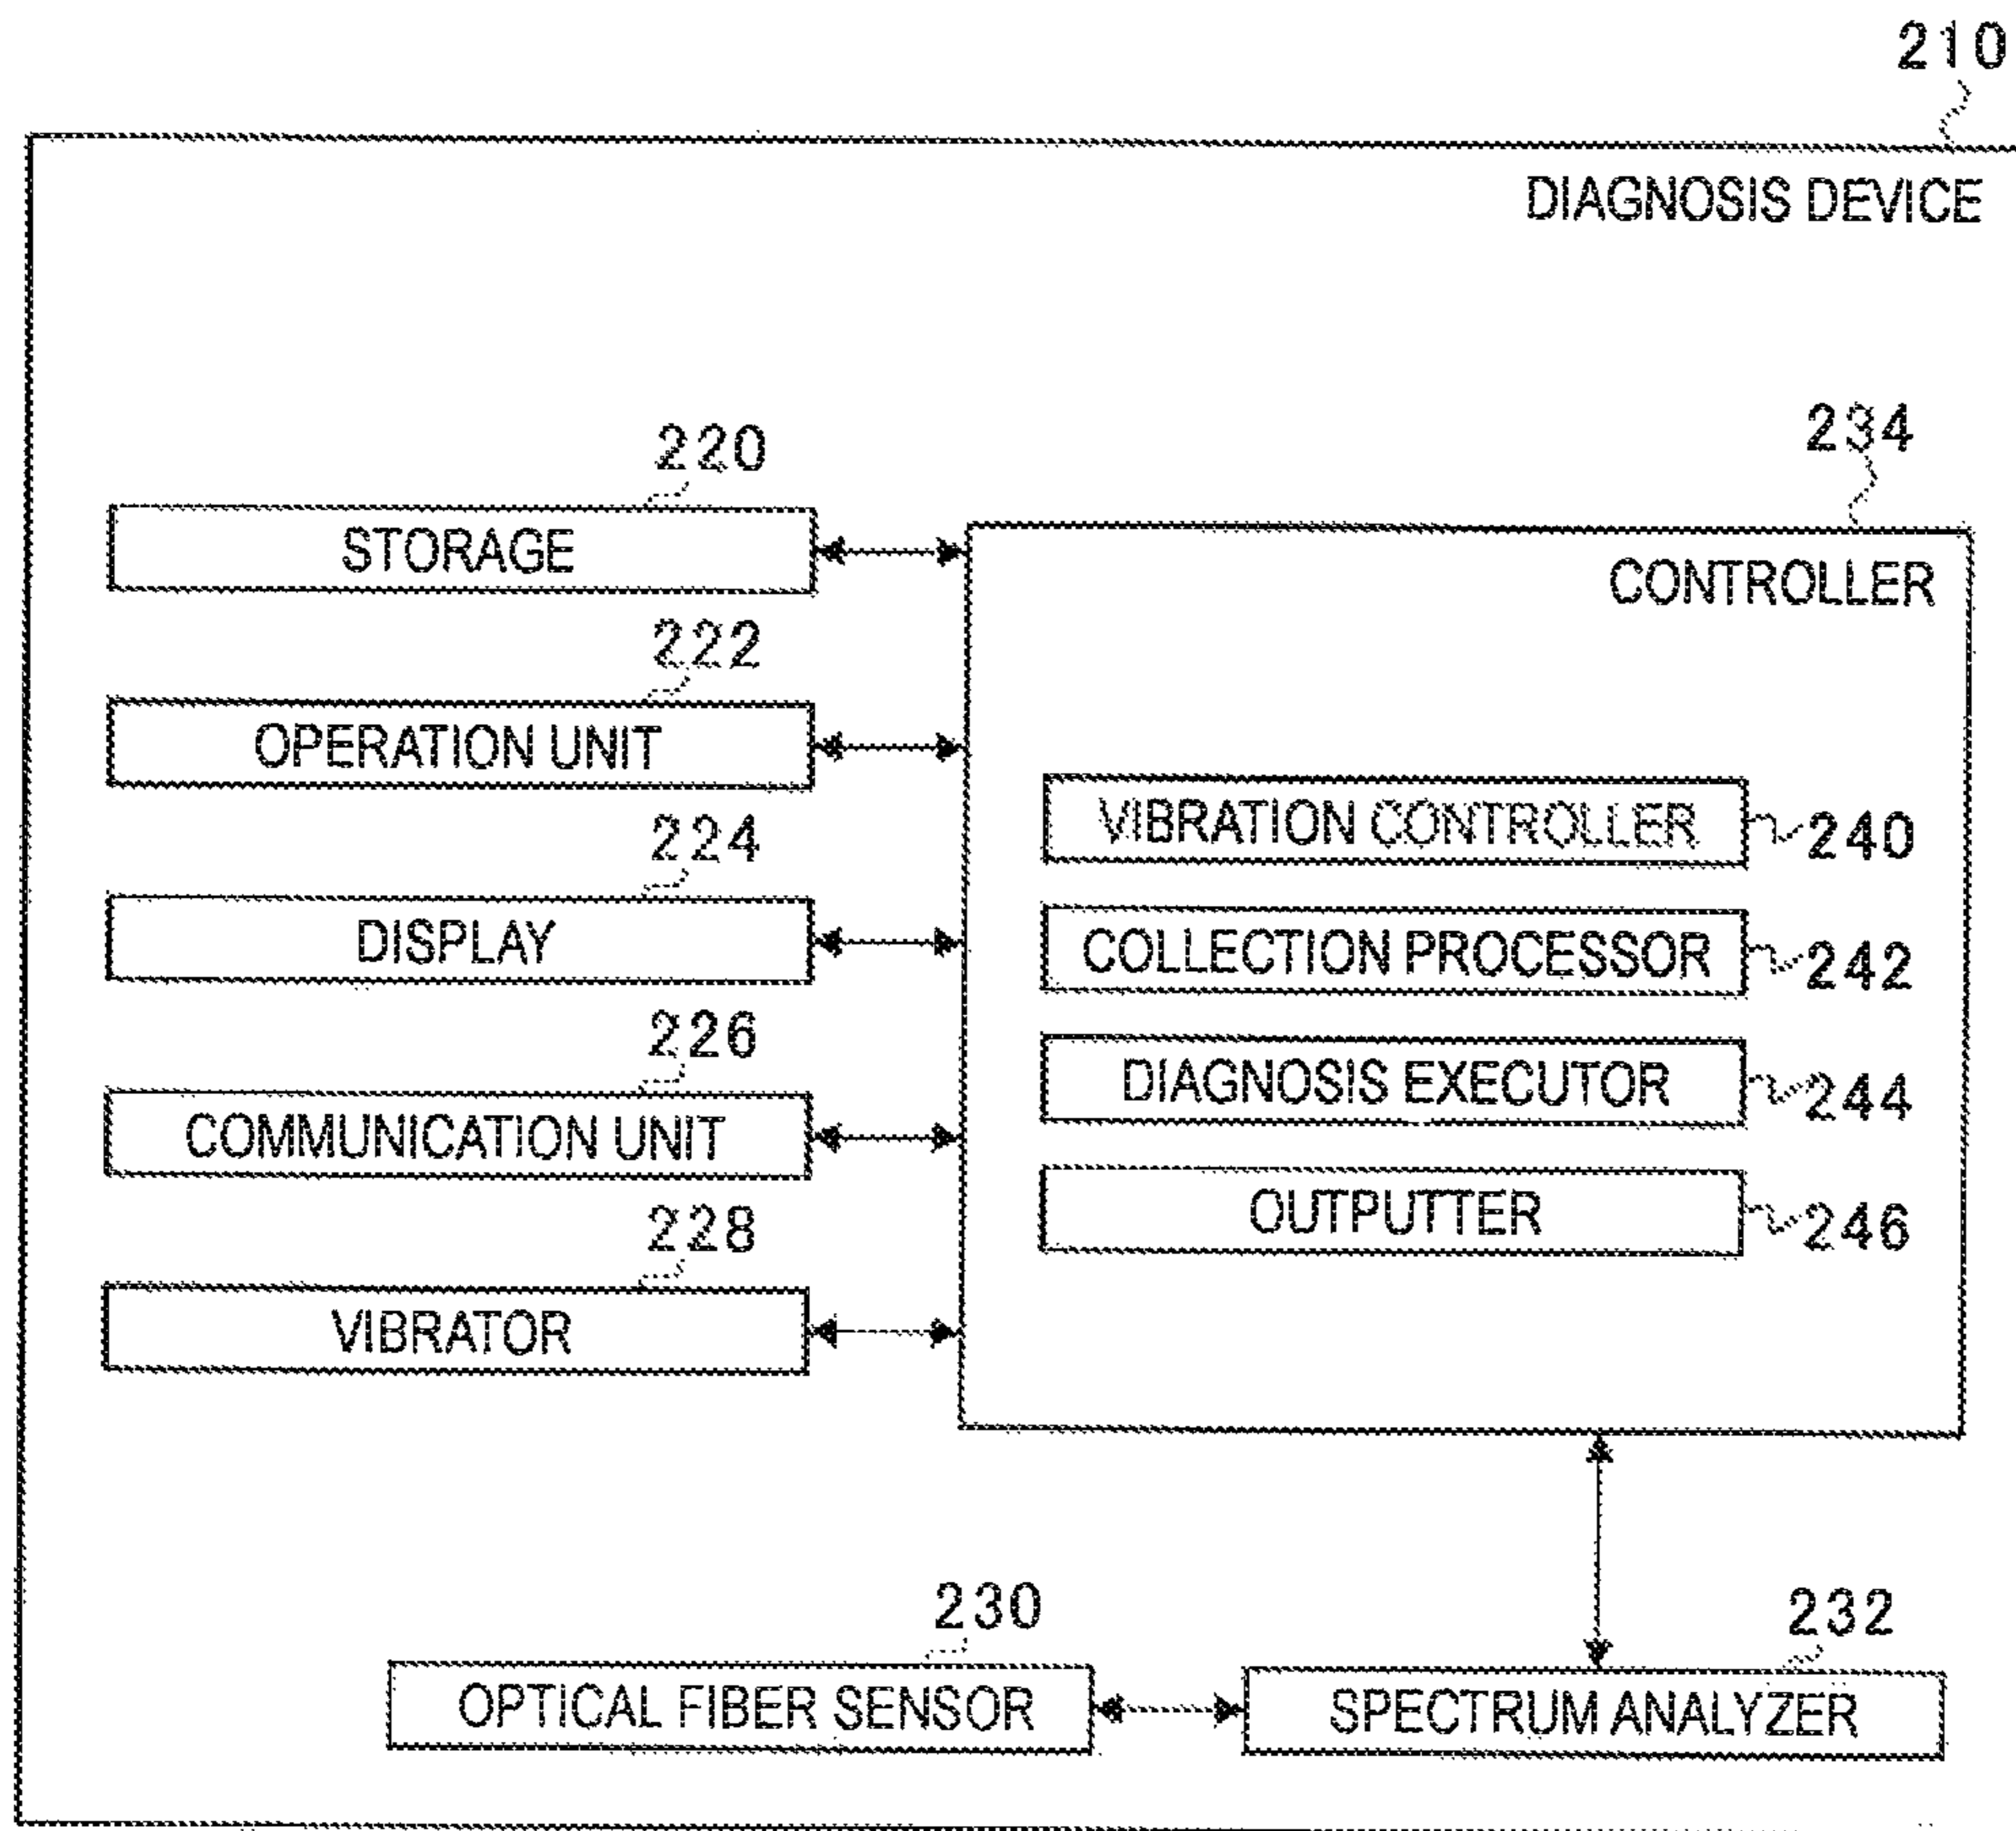 210
DIAGNOSIS DEVICE
220
STORAGE
222
OPERATION UNIT
224
DISPLAY
226
COMMUNICATION UNIT
228
VIBRATOR
234
CONTROLLER
VIBRATION CONTROLLER 240
COLLECTION PROCESSOR 242
DIAGNOSIS EXECUTOR 244
OUTPUTTER 246
230
OPTICAL FIBER SENSOR
232
SPECTRUM ANALYZER